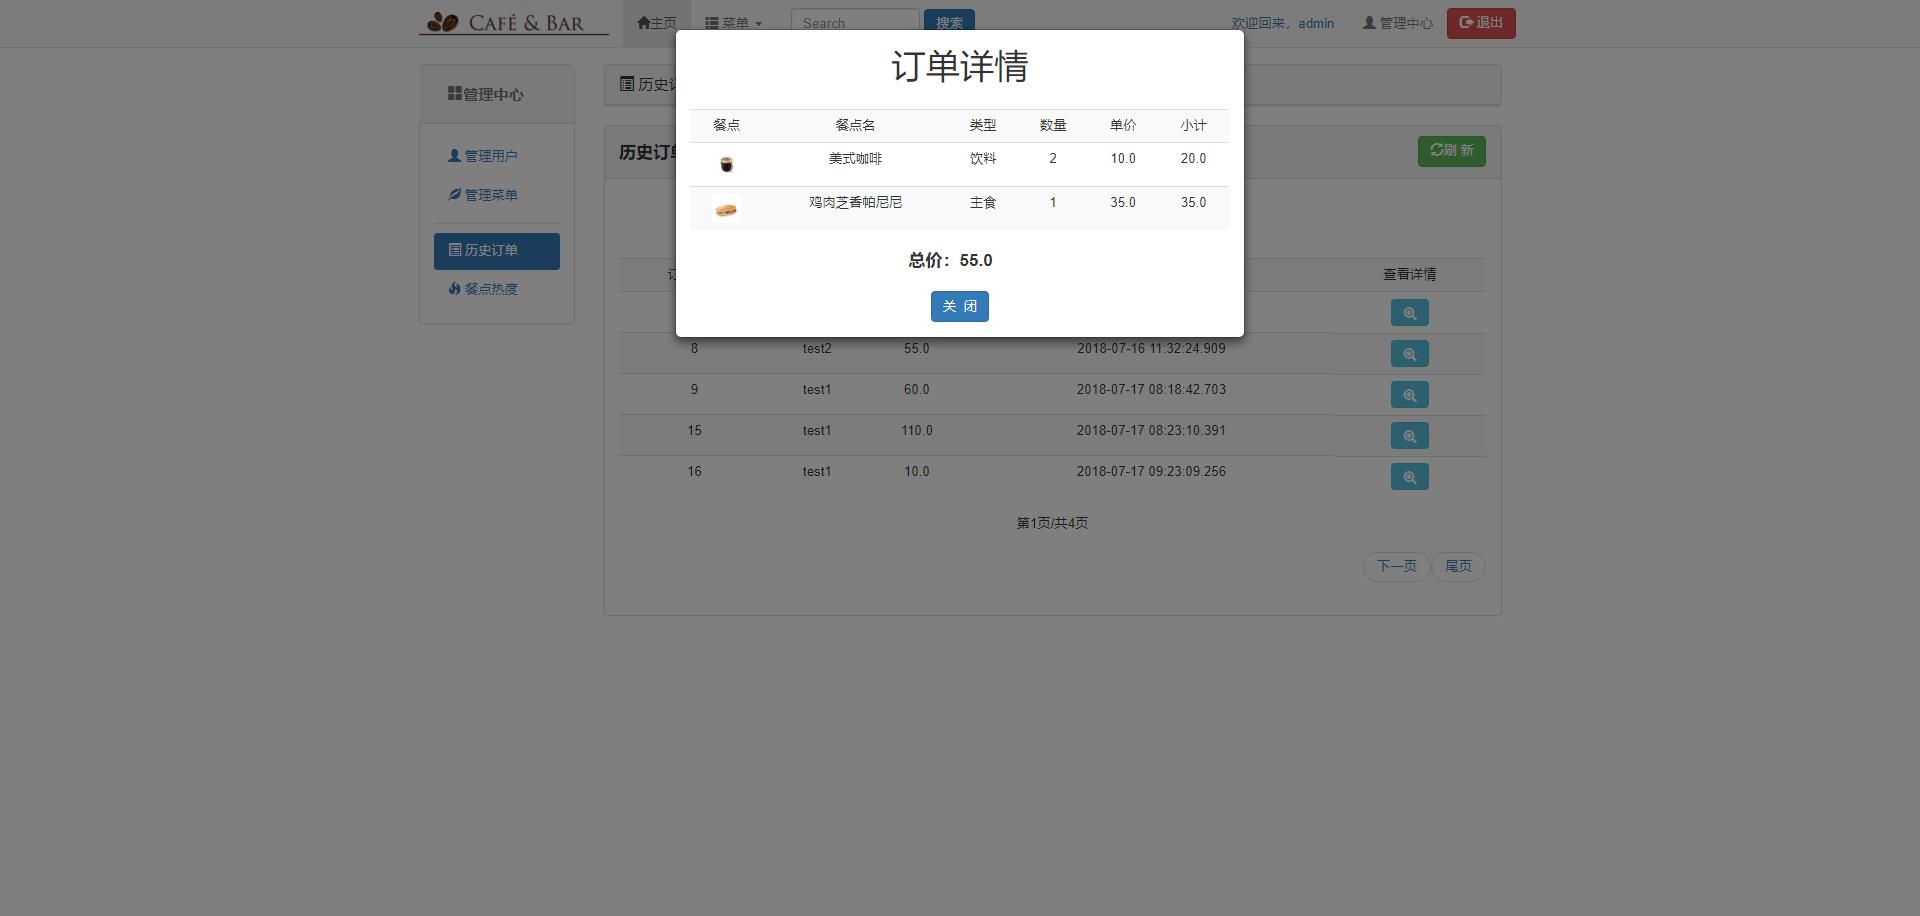 CAFÉ & BAR
主页
菜单
Search
搜索
欢迎回来，admin
管理中心
退出
管理中心
管理用户
管理菜单
历史订单
餐点热度
历史订
历史订单
刷 新
订单详情
餐点 餐点名 类型 数量 单价 小计
美式咖啡 饮料 2 10.0 20.0
鸡肉芝香帕尼尼 主食 1 35.0 35.0
总价：55.0
关 闭
查看详情
8 test2 55.0 2018-07-16 11:32:24.909
9 test1 60.0 2018-07-17 08:18:42.703
15 test1 110.0 2018-07-17 08:23:10.391
16 test1 10.0 2018-07-17 09:23:09.256
第1页/共4页
下一页 尾页